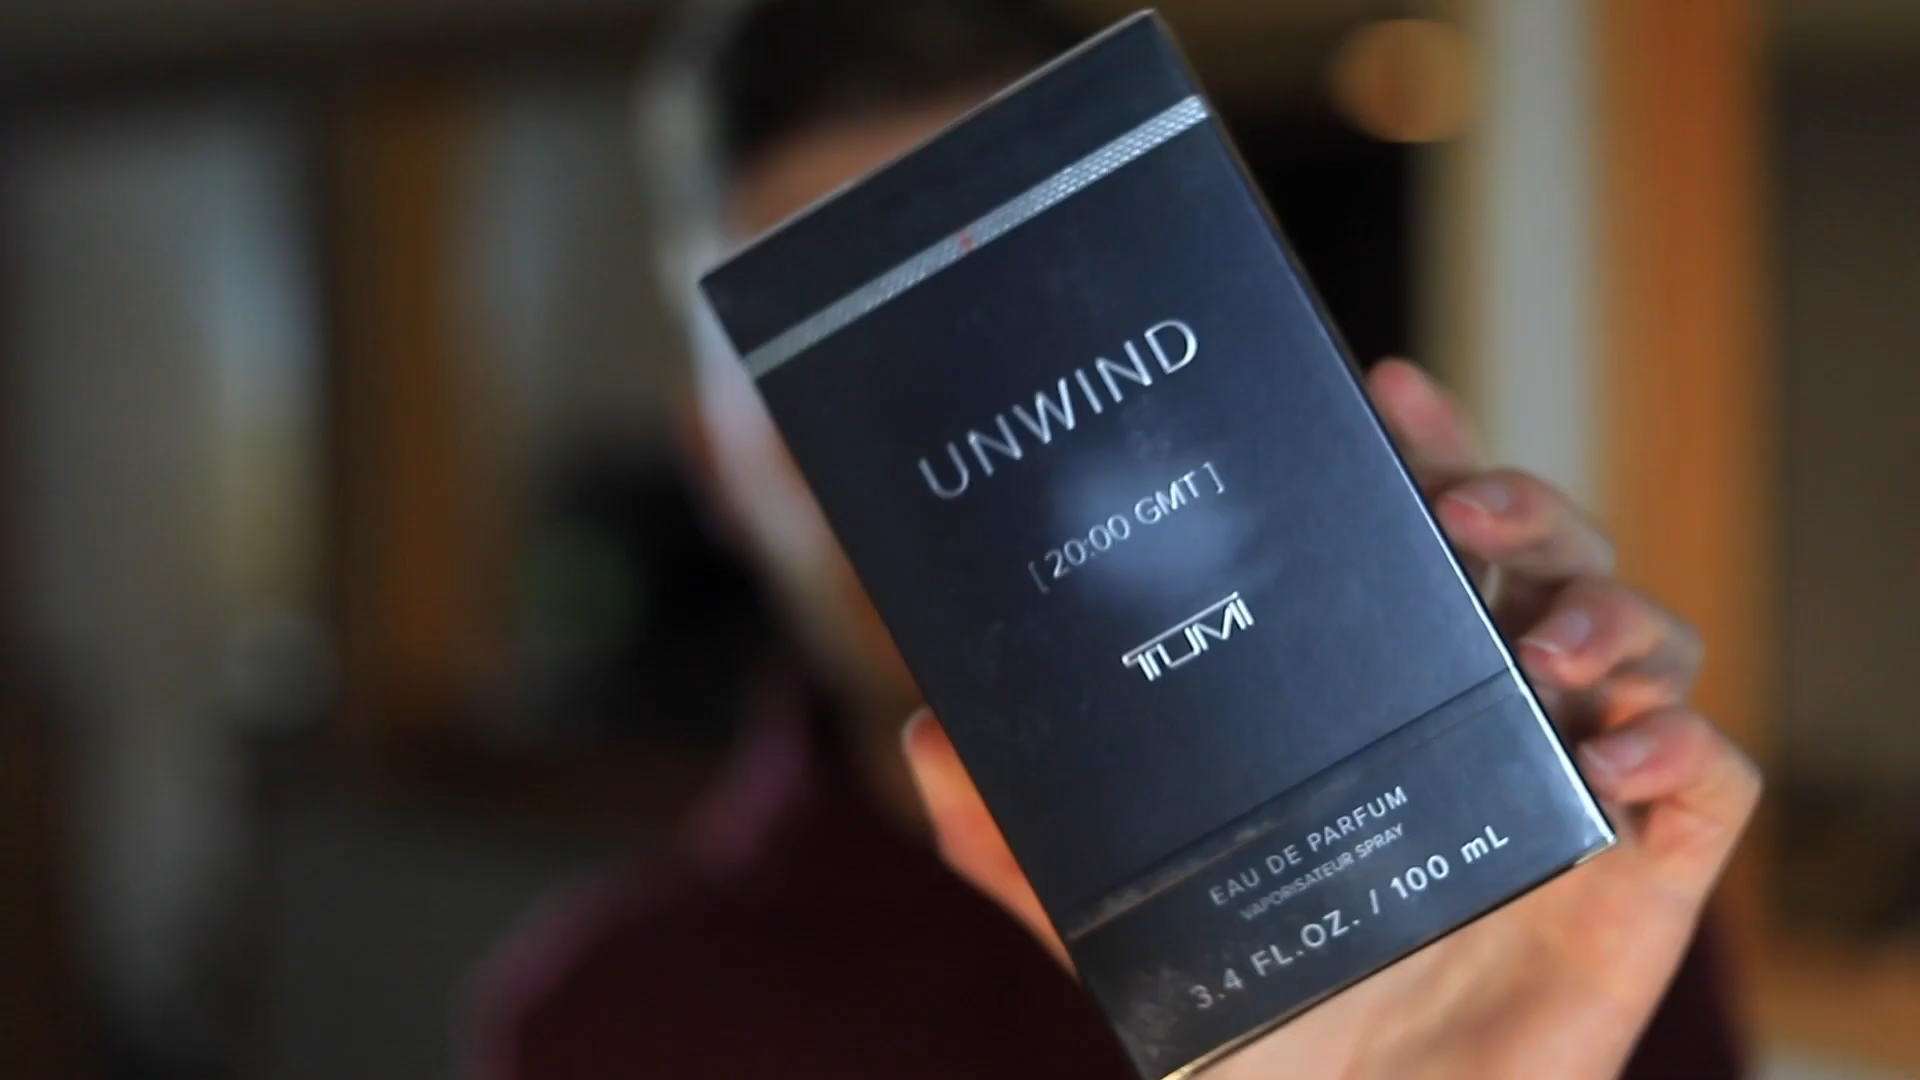 UNWIND
[ 20:00 GMT ]
TUMI
EAU DE PARFUM
VAPORISATEUR SPRAY
3.4 FL.OZ. / 100 mL